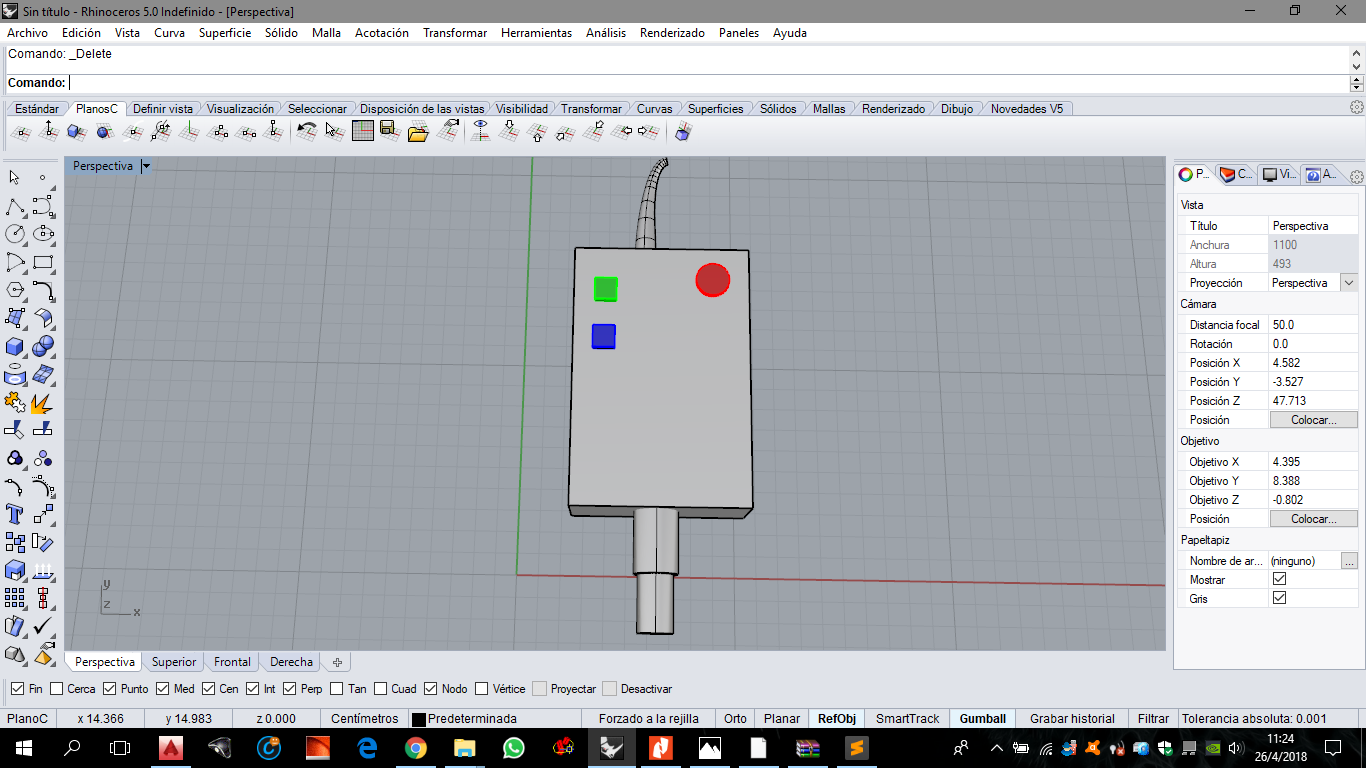 Sin título - Rhinoceros 5.0 Indefinido - [Perspectiva]
Archivo Edición Vista Curva Superficie Sólido Malla Acotación Transformar Herramientas Análisis Renderizado Paneles Ayuda
Comando: _Delete
Comando:
Estándar PlanosC Definir vista Visualización Seleccionar Disposición de las vistas Visibilidad Transformar Curvas Superficies Sólidos Mallas Renderizado Dibujo Novedades V5
Perspectiva
P... C... Vi... A...
Vista
Título Perspectiva
Anchura 1100
Altura 493
Proyección Perspectiva
Cámara
Distancia focal 50.0
Rotación 0.0
Posición X 4.582
Posición Y -3.527
Posición Z 47.713
Posición Colocar...
Objetivo
Objetivo X 4.395
Objetivo Y 8.388
Objetivo Z -0.802
Posición Colocar...
Papeltapiz
Nombre de ar... (ninguno) ...
Mostrar
Gris
y
z x
Perspectiva Superior Frontal Derecha
Fin Cerca Punto Med Cen Int Perp Tan Cuad Nodo Vértice Proyectar Desactivar
PlanoC x 14.366 y 14.983 z 0.000 Centímetros Predeterminada Forzado a la rejilla Orto Planar RefObj SmartTrack Gumball Grabar historial Filtrar Tolerancia absoluta: 0.001
11:24
26/4/2018